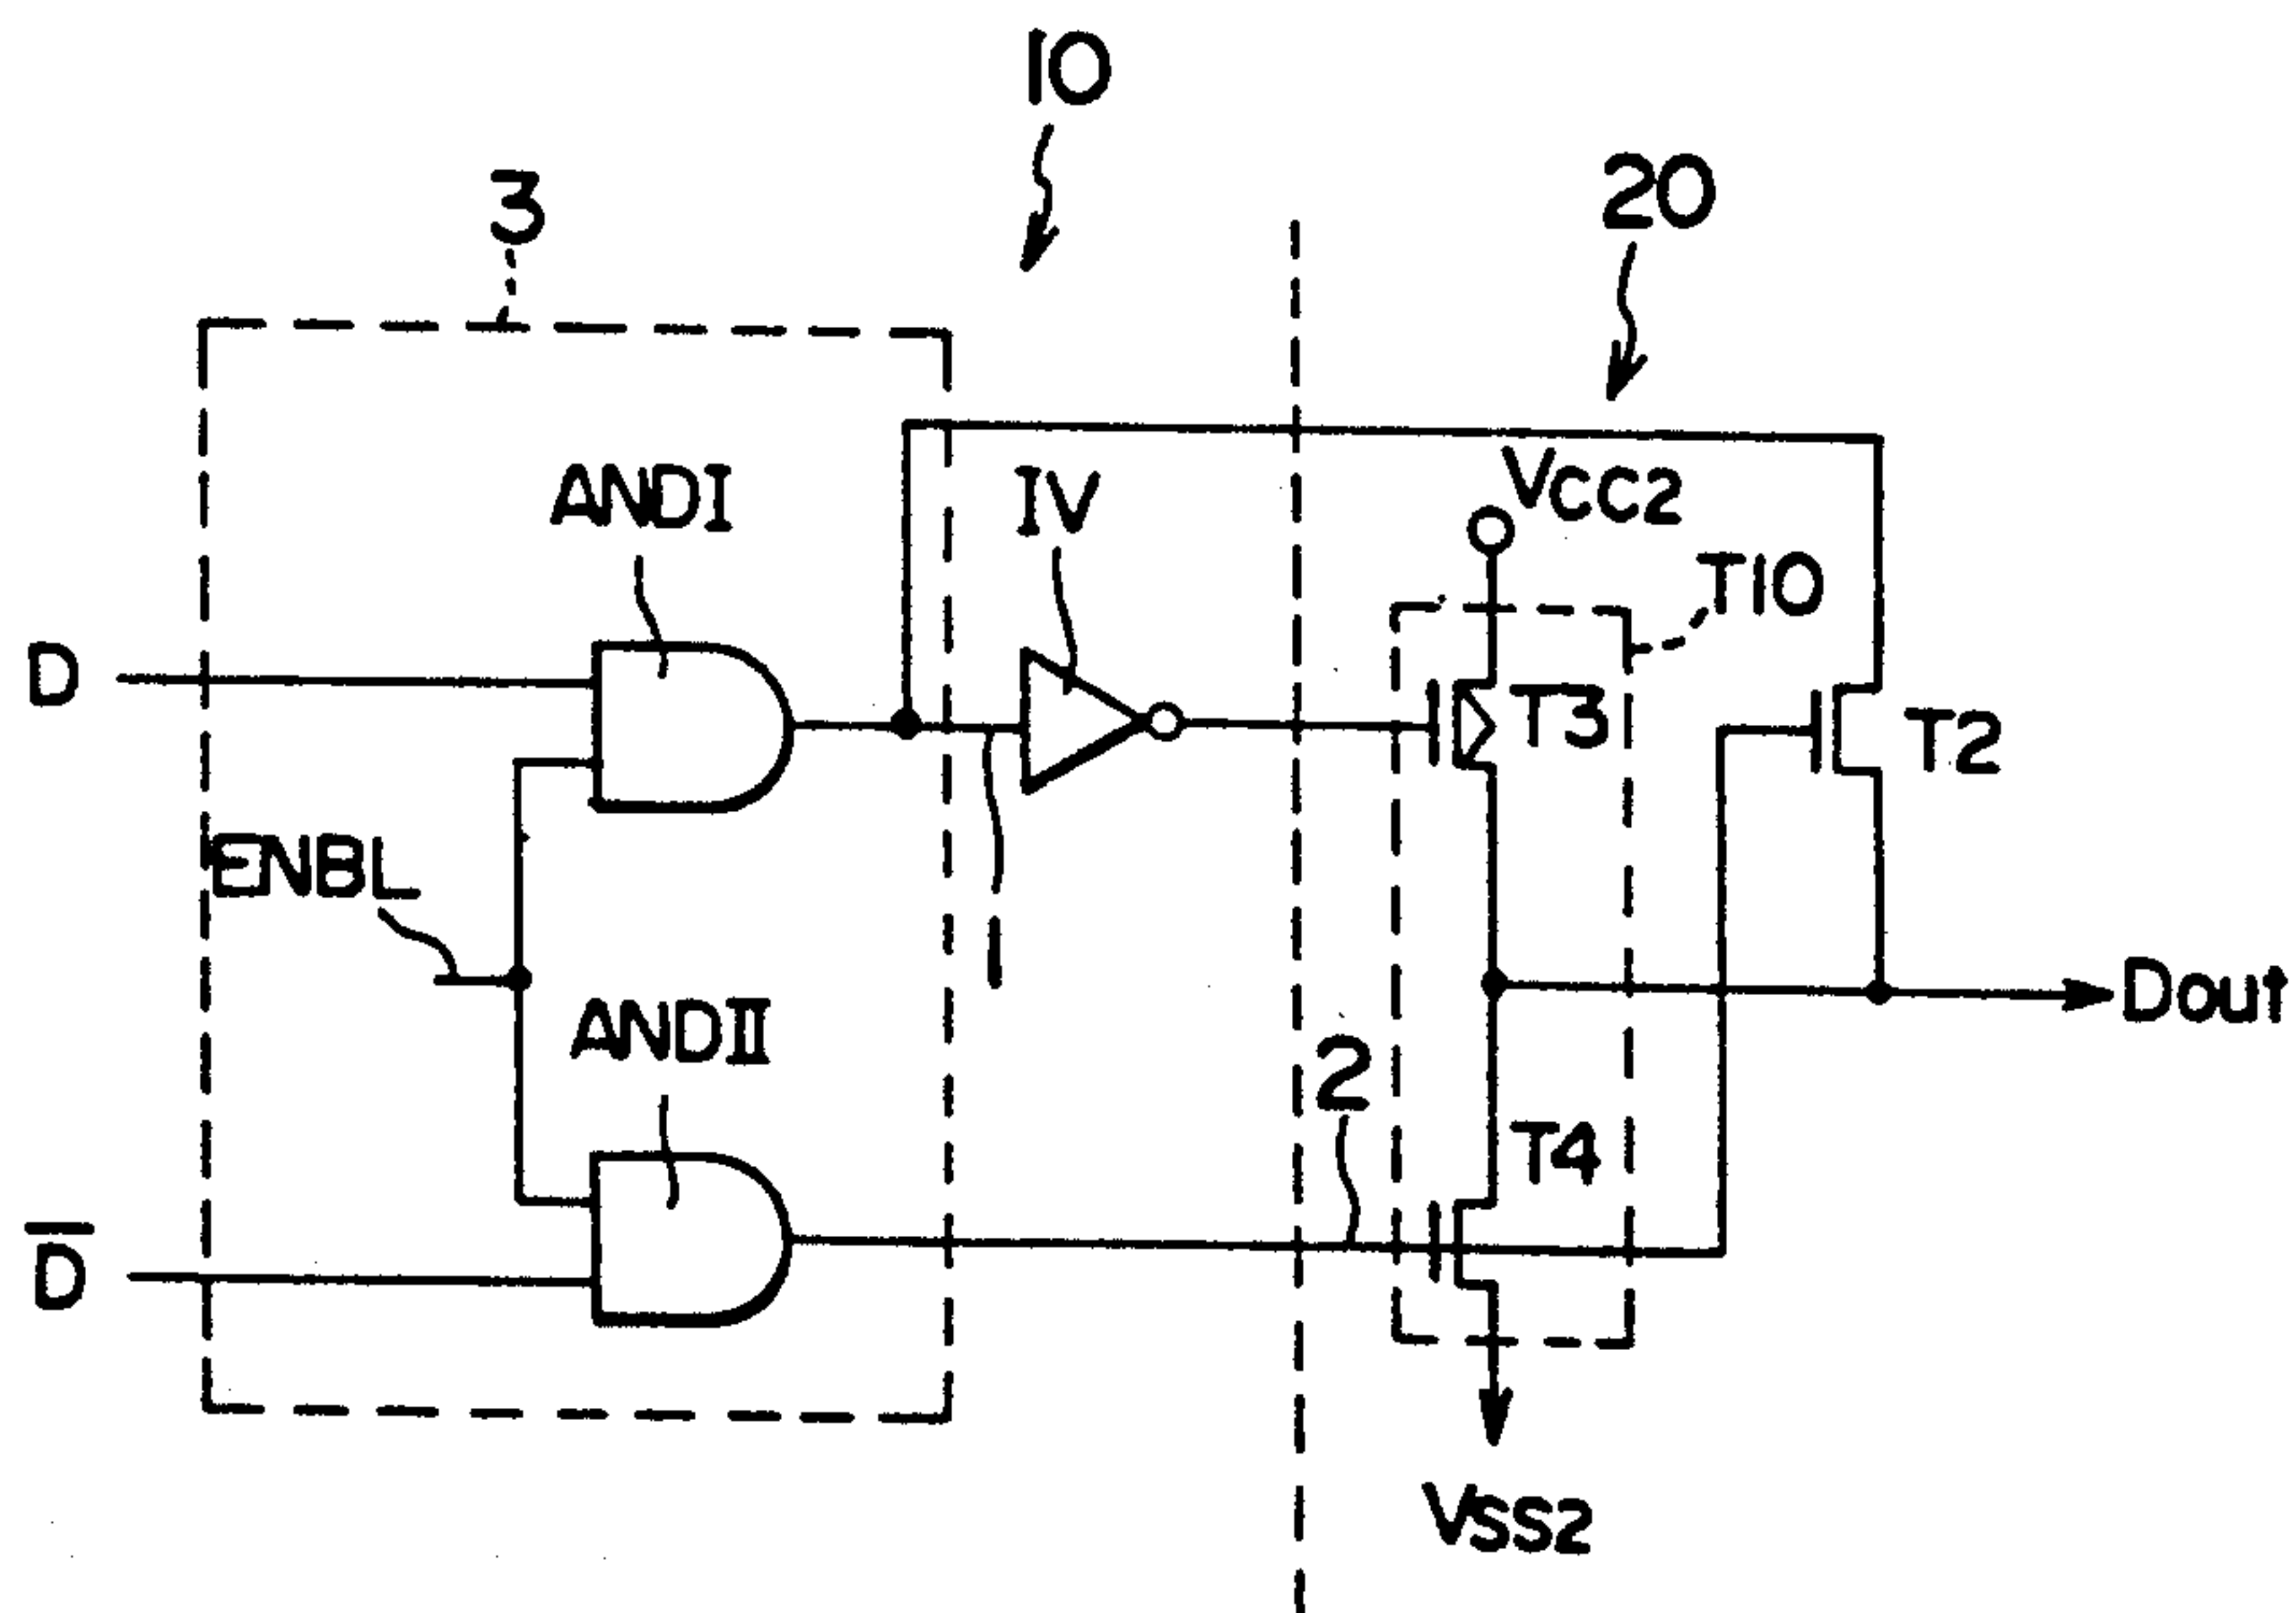 10
3
20
ANDI
IV
VCC2
T10
D
T3
T2
ENBL
1
Dout
ANDII
2
T4
D̅
VSS2